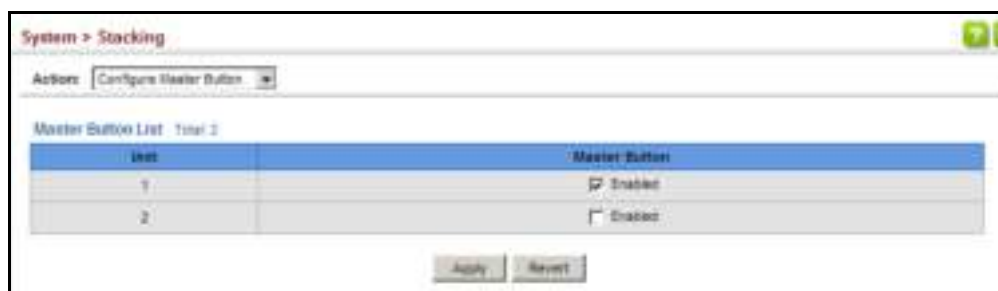 System > Stacking
?
Action: Configure Master Button
Master Button List Total: 2
Unit Master Button
1 Enabled
2 Enabled
Apply Revert